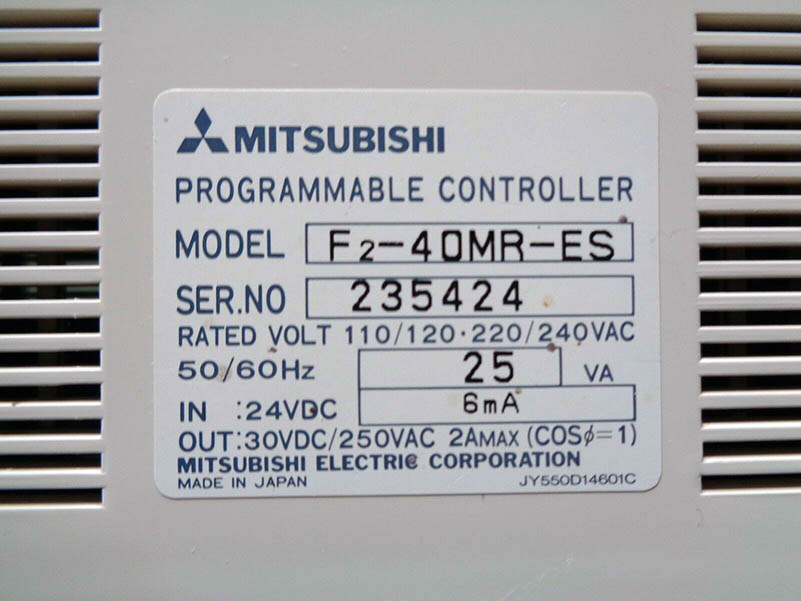 MITSUBISHI
PROGRAMMABLE CONTROLLER
MODEL F2-40MR-ES
SER.NO 235424
RATED VOLT 110/120·220/240VAC
50/60Hz 25 VA
IN :24VDC 6mA
OUT:30VDC/250VAC 2AMAX (COSφ=1)
MITSUBISHI ELECTRIC CORPORATION
MADE IN JAPAN JY550D14601C